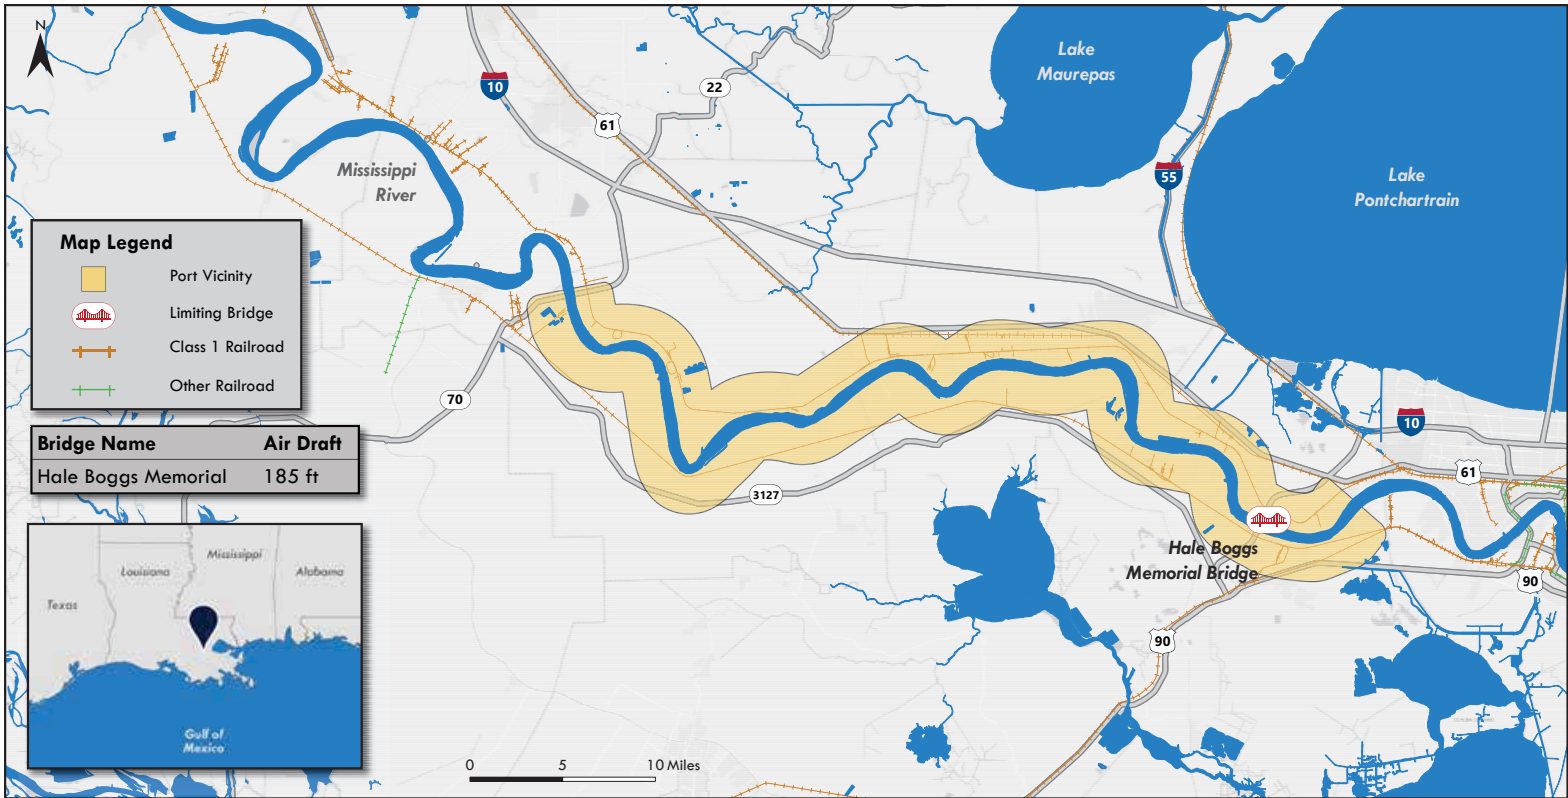 N
10
22
61
Lake
Maurepas
55
Lake
Pontchartrain
Mississippi
River
Map Legend
Port Vicinity
Limiting Bridge
Class 1 Railroad
Other Railroad
70
3127
10
61
90
90
Hale Boggs
Memorial Bridge
Bridge Name Air Draft
Hale Boggs Memorial 185 ft
Mississippi
Louisiana
Alabama
Texas
Gulf of
Mexico
0 5 10 Miles